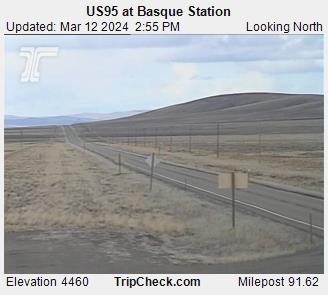 US95 at Basque Station
Updated: Mar 12 2024 2:55 PM Looking North
Elevation 4460 TripCheck.com Milepost 91.62